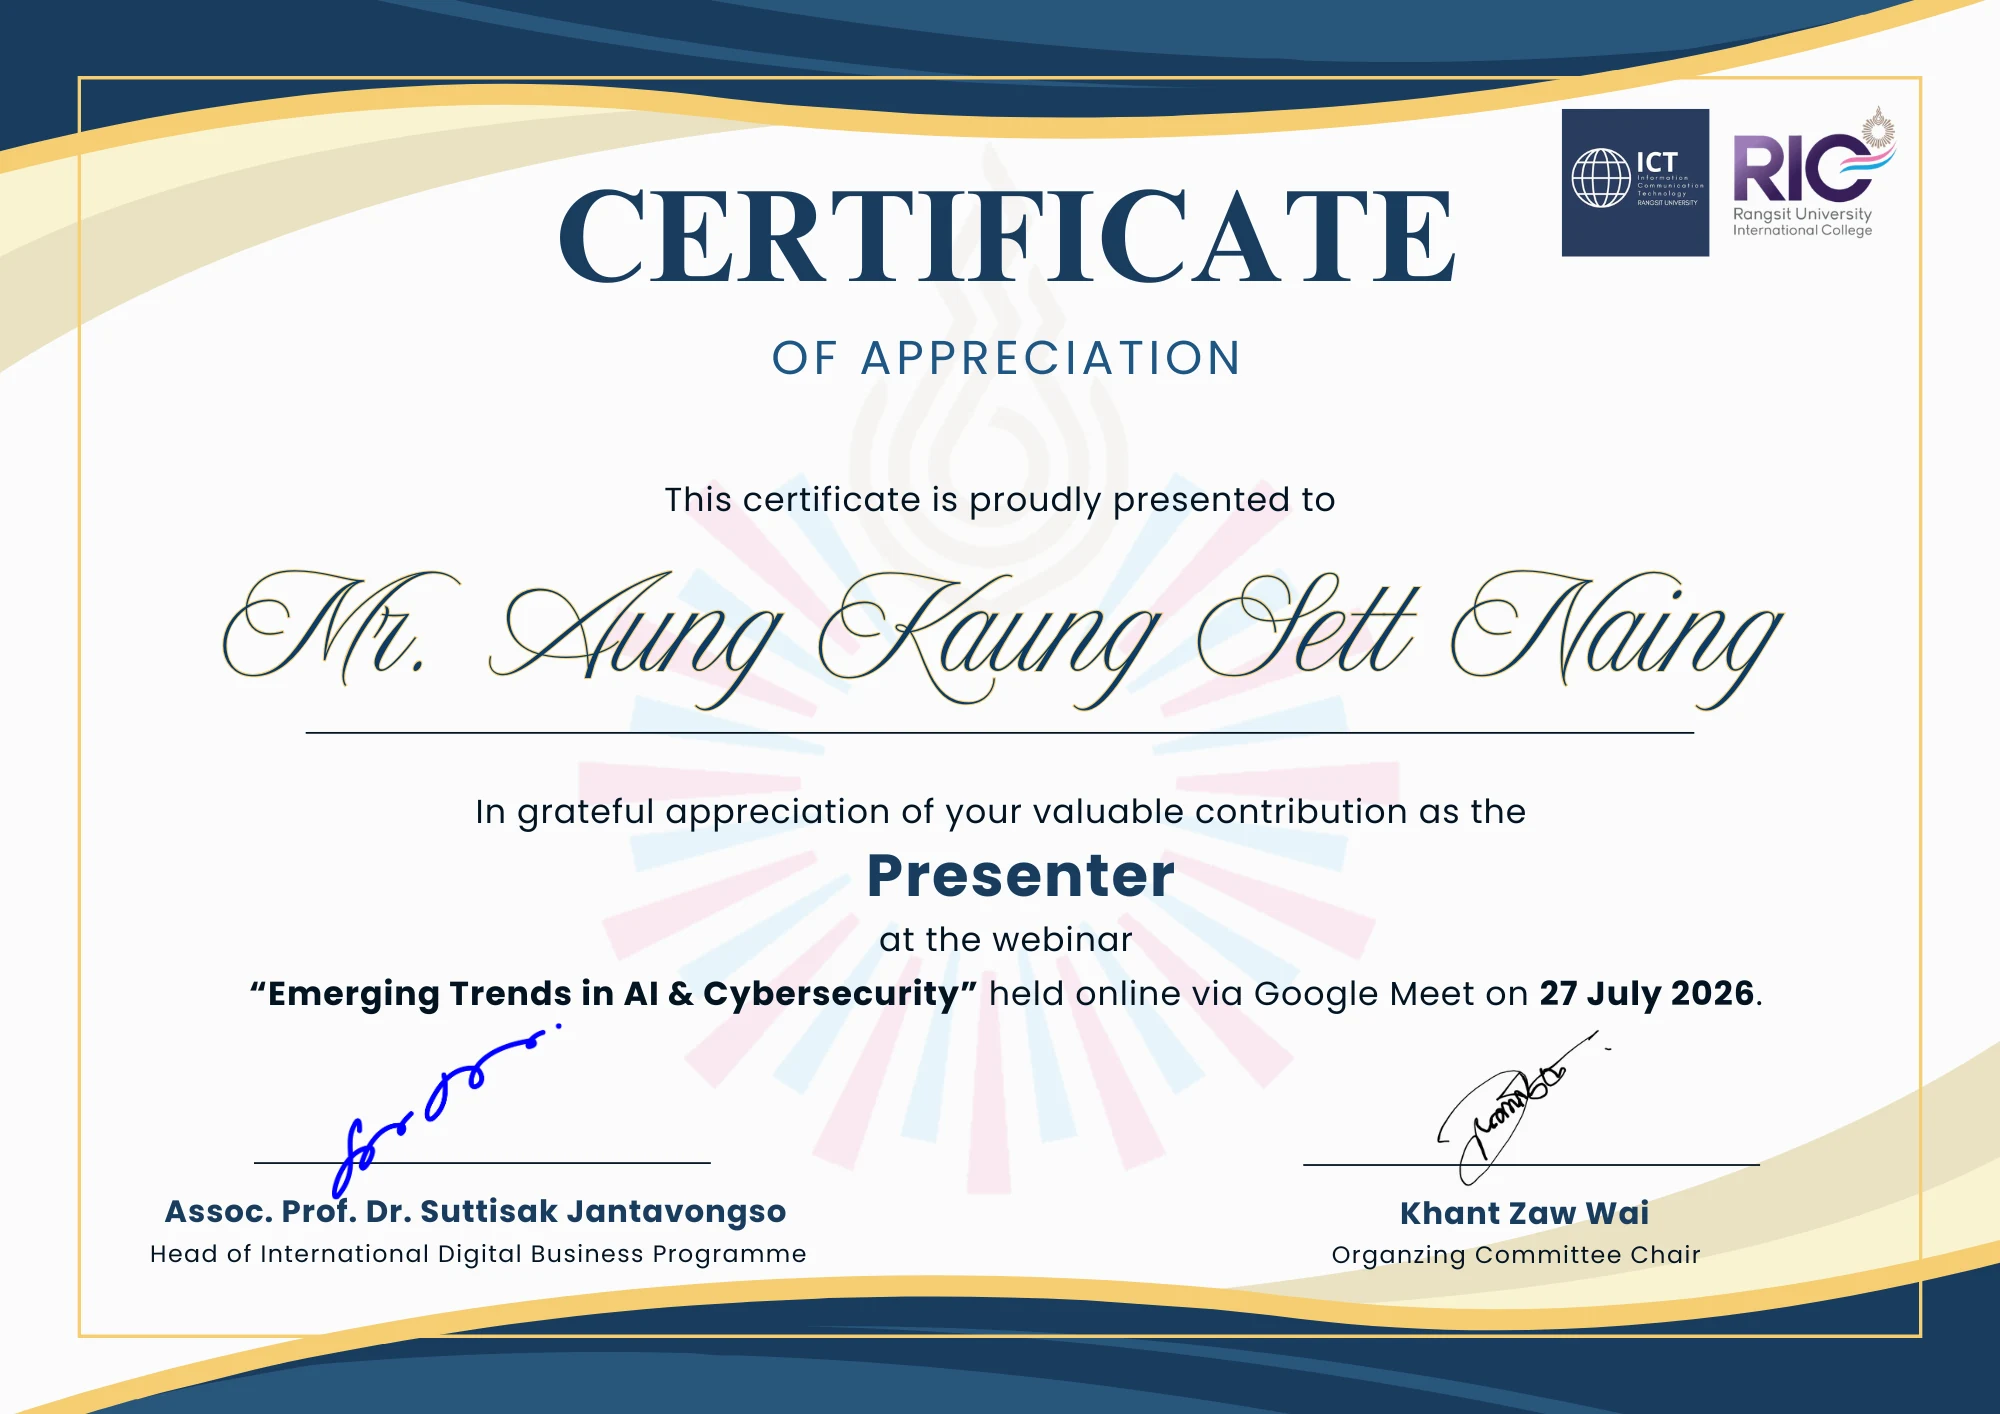 ICT
Information
Communication
Technology
RANGSIT UNIVERSITY
RIC
Rangsit University
International College
CERTIFICATE
OF APPRECIATION
This certificate is proudly presented to
Mr. Aung Kaung Sett Naing
In grateful appreciation of your valuable contribution as the
Presenter
at the webinar
“Emerging Trends in AI & Cybersecurity” held online via Google Meet on 27 July 2026.
Assoc. Prof. Dr. Suttisak Jantavongso
Head of International Digital Business Programme
Khant Zaw Wai
Organzing Committee Chair